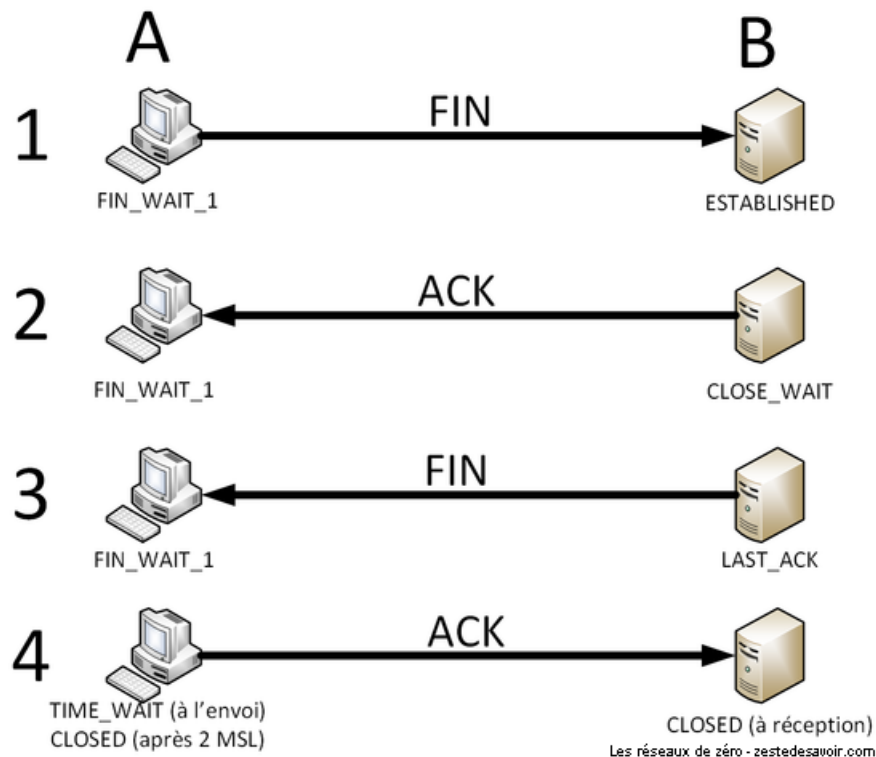 A B
1 FIN
FIN_WAIT_1 ESTABLISHED
2 ACK
FIN_WAIT_1 CLOSE_WAIT
3 FIN
FIN_WAIT_1 LAST_ACK
4 ACK
TIME_WAIT (à l'envoi)
CLOSED (après 2 MSL) CLOSED (à réception)
Les réseaux de zéro - zestedesavoir.com